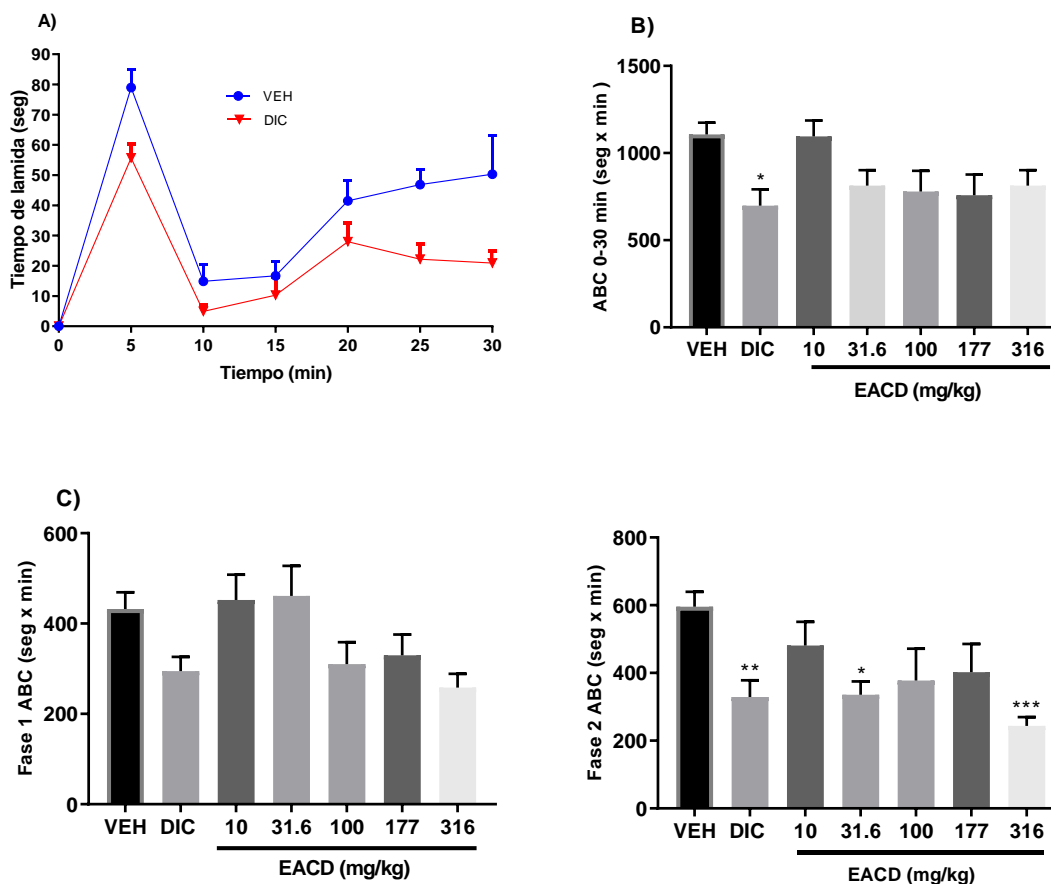 A)
Tiempo de lamida (seg)
90
80
70
60
50
40
30
20
10
0
VEH
DIC
0 5 10 15 20 25 30
Tiempo (min)
B)
ABC 0-30 min (seg x min)
1500
1000
500
0
*
VEH DIC 10 31.6 100 177 316
EACD (mg/kg)
C)
Fase 1 ABC (seg x min)
600
400
200
0
VEH DIC 10 31.6 100 177 316
EACD (mg/kg)
Fase 2 ABC (seg x min)
800
600
400
200
0
** * ***
VEH DIC 10 31.6 100 177 316
EACD (mg/kg)